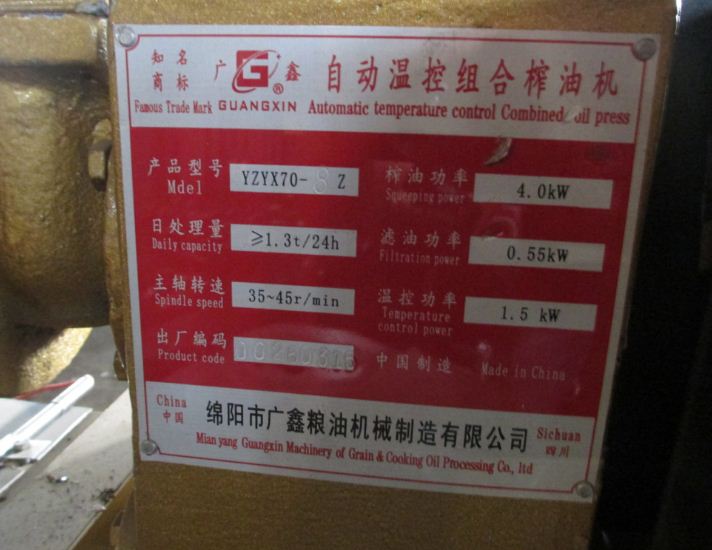 知名
商标
广 G® 鑫
自动温控组合榨油机
Famous Trade Mark
GUANGXIN
Automatic temperature control Combined oil press
产品型号
Mdel
YZYX70-8 Z
榨油功率
Squeeping power
4.0kW
日处理量
Daily capacity
≥1.3t/24h
滤油功率
Filtration power
0.55kW
主轴转速
Spindle speed
35~45r/min
温控功率
Temperature
control power
1.5 kW
出厂编码
Product code
中国制造
Made in China
China
中国
绵阳市广鑫粮油机械制造有限公司
Sichuan
四川
Mian yang Guangxin Machinery of Grain & Cooking Oil Processing Co., ltd